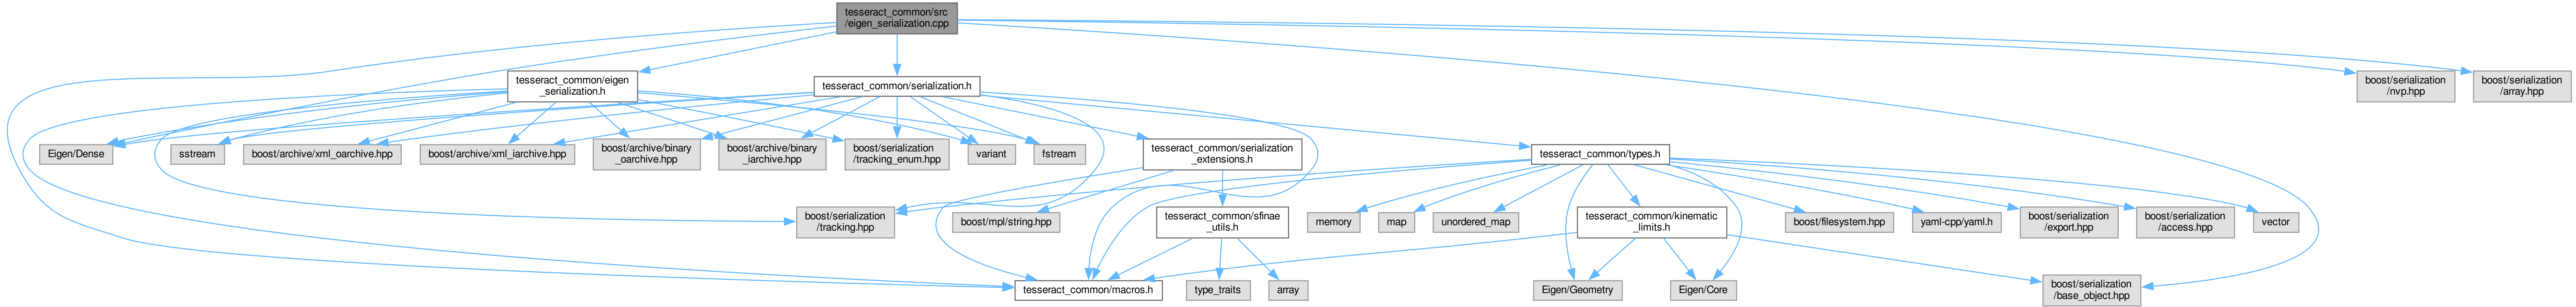 tesseract_common/src
/eigen_serialization.cpp
tesseract_common/eigen
_serialization.h
tesseract_common/serialization.h
boost/serialization
/nvp.hpp
boost/serialization
/array.hpp
Eigen/Dense
sstream
boost/archive/xml_oarchive.hpp
boost/archive/xml_iarchive.hpp
boost/archive/binary
_oarchive.hpp
boost/archive/binary
_iarchive.hpp
boost/serialization
/tracking_enum.hpp
variant
fstream
tesseract_common/serialization
_extensions.h
tesseract_common/types.h
boost/serialization
/tracking.hpp
boost/mpl/string.hpp
tesseract_common/sfinae
_utils.h
memory
map
unordered_map
tesseract_common/kinematic
_limits.h
boost/filesystem.hpp
yaml-cpp/yaml.h
boost/serialization
/export.hpp
boost/serialization
/access.hpp
vector
tesseract_common/macros.h
type_traits
array
Eigen/Geometry
Eigen/Core
boost/serialization
/base_object.hpp